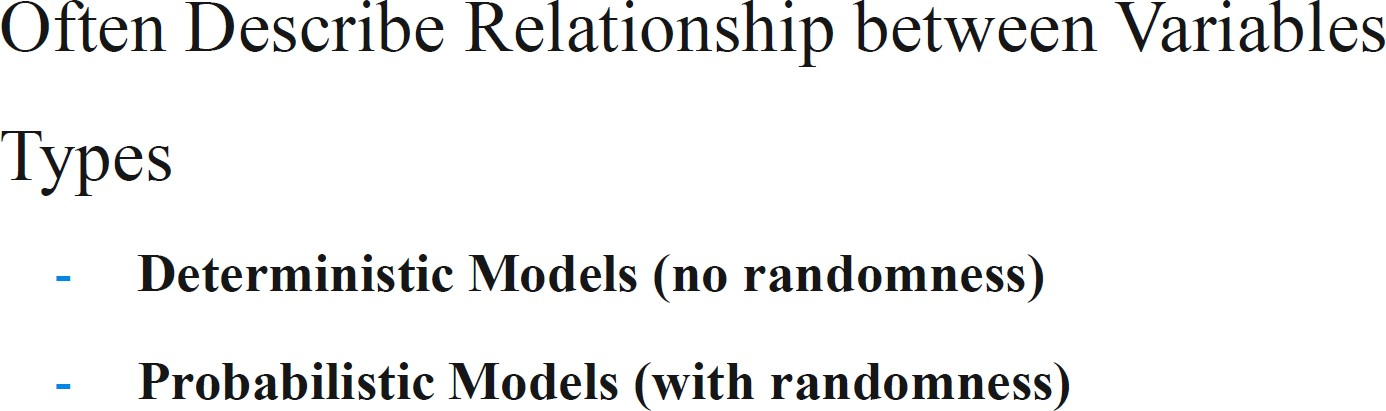 Often Describe Relationship between Variables
Types
- Deterministic Models (no randomness)
- Probabilistic Models (with randomness)